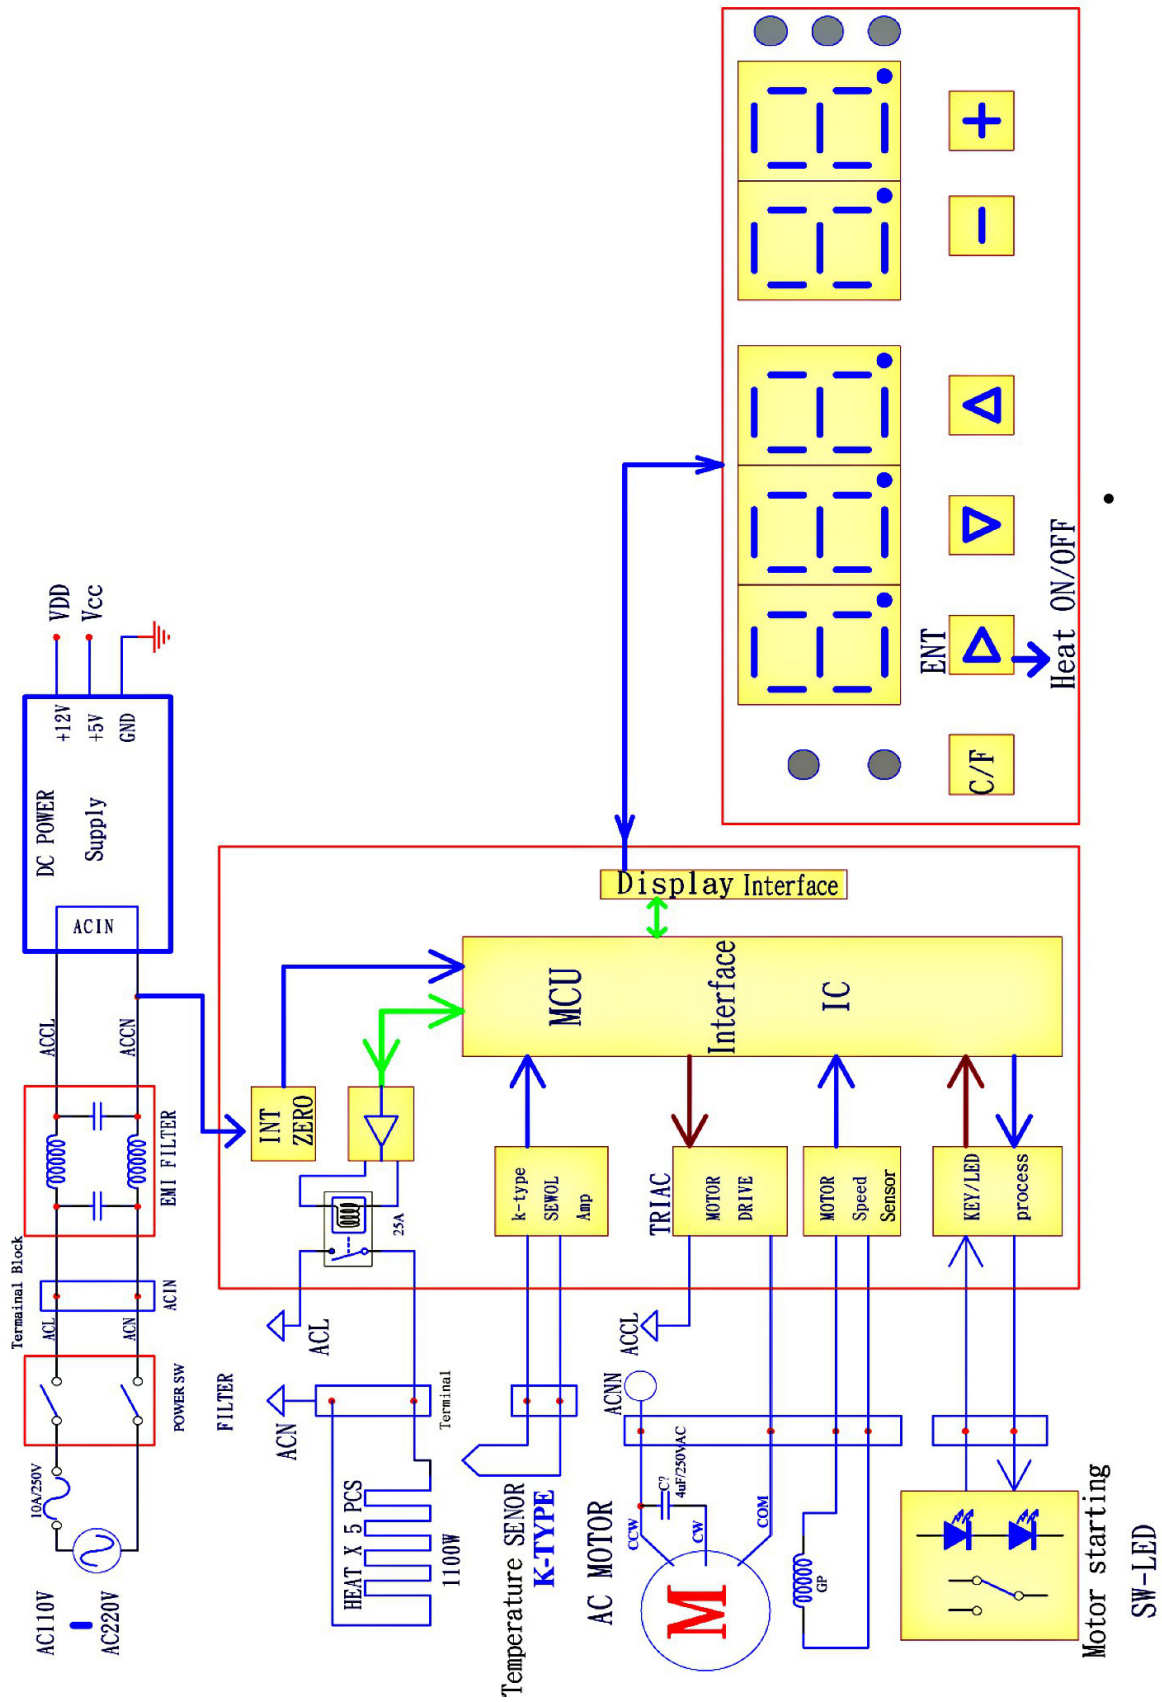 AC110V
AC220V
10A/250V
POWER SW
ACL
ACN
Termainal Block
ACIN
EMI FILTER
ACCL
ACCN
ACIN
DC POWER
Supply
+12V
+5V
GND
VDD
Vcc
FILTER
ACN
ACL
INT
ZERO
25A
HEAT X 5 PCS
1100W
Terminal
Temperature SENOR
K-TYPE
k-type
SEWOL
Amp
MCU
Interface
IC
Display Interface
AC MOTOR
M
CCW
CW
COM
C?
4uF/250VAC
ACNN
ACCL
TRIAC
MOTOR
DRIVE
GP
MOTOR
Speed
Sensor
KEY/LED
process
Motor starting
SW-LED
C/F
ENT
Heat ON/OFF
−
+